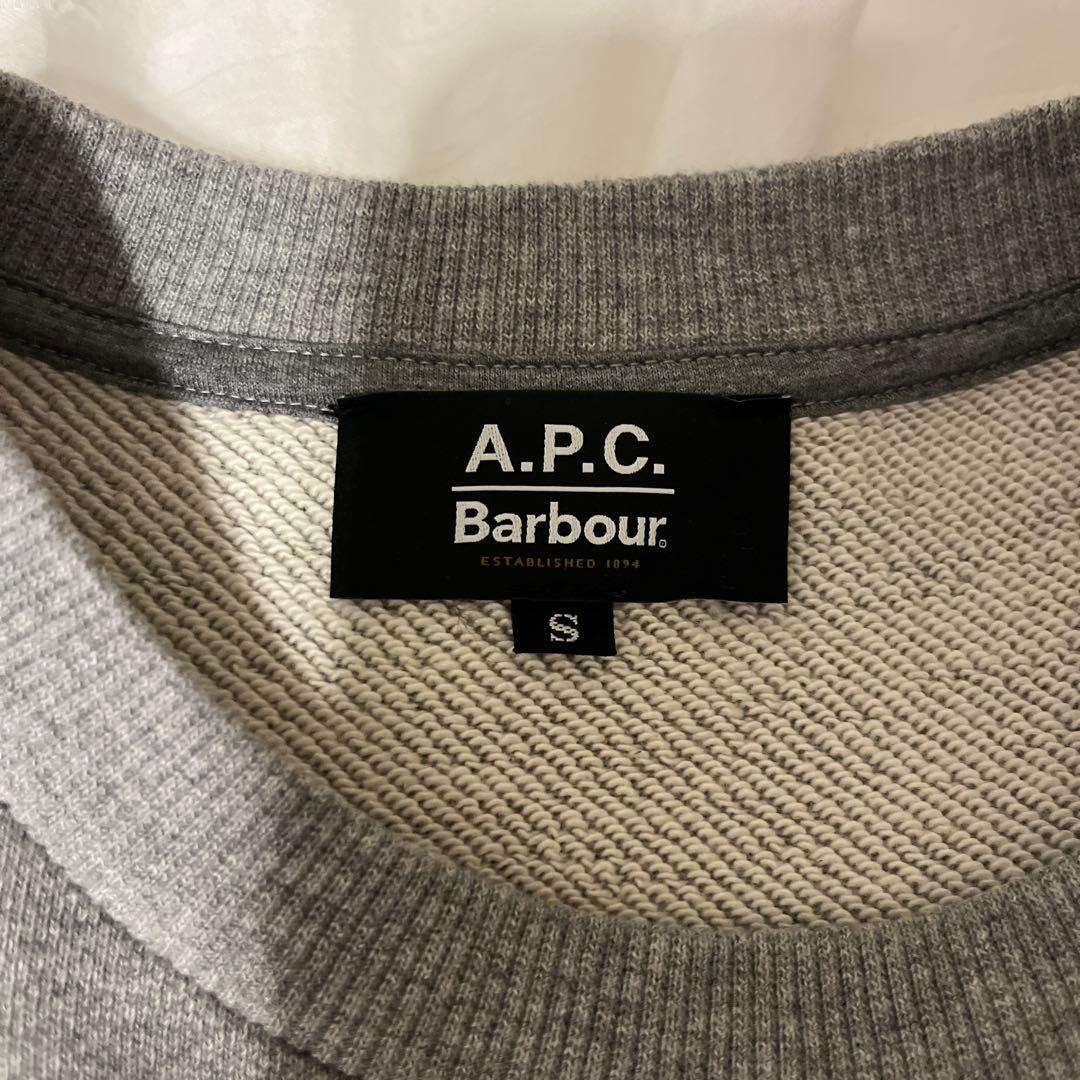 A.P.C.
Barbour
ESTABLISHED 1894
S